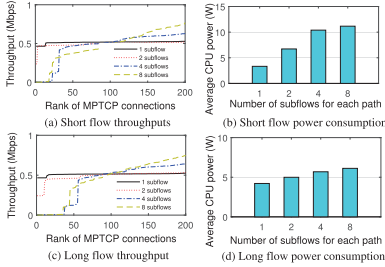 Throughput (Mbps)
1
0.5
0
0 50 100 150 200
1 subflow
2 subflows
4 subflows
8 subflows
Rank of MPTCP connections
(a) Short flow throughputs
Average CPU power (W)
15
10
5
0
1 2 4 8
Number of subflows for each path
(b) Short flow power consumption
Throughput (Mbps)
1
0.5
0
0 50 100 150 200
1 subflow
2 subflows
4 subflows
8 subflows
Rank of MPTCP connections
(c) Long flow throughput
Average CPU power (W)
10
5
0
1 2 4 8
Number of subflows for each path
(d) Long flow power consumption